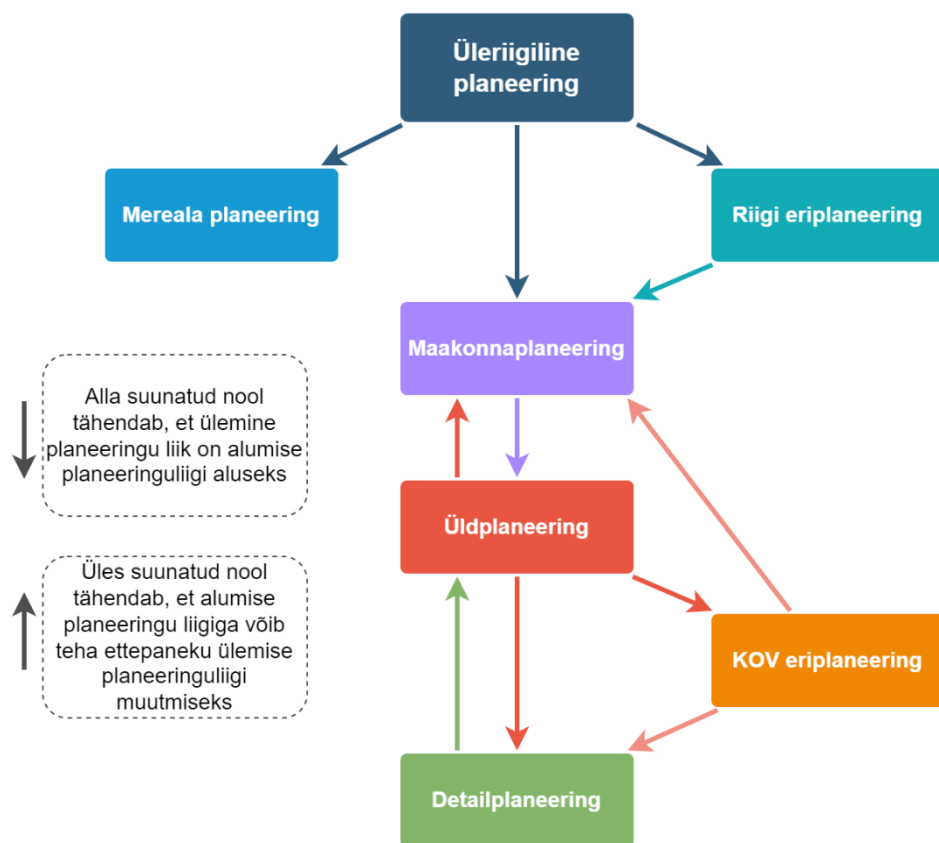 Üleriigiline
planeering
Mereala planeering
Riigi eriplaneering
Maakonnaplaneering
Alla suunatud nool
tähendab, et ülemine
planeeringu liik on alumise
planeeringuliigi aluseks
Üldplaneering
Üles suunatud nool
tähendab, et alumise
planeeringu liigiga võib
teha ettepaneku ülemise
planeeringuliigi
muutmiseks
KOV eriplaneering
Detailplaneering